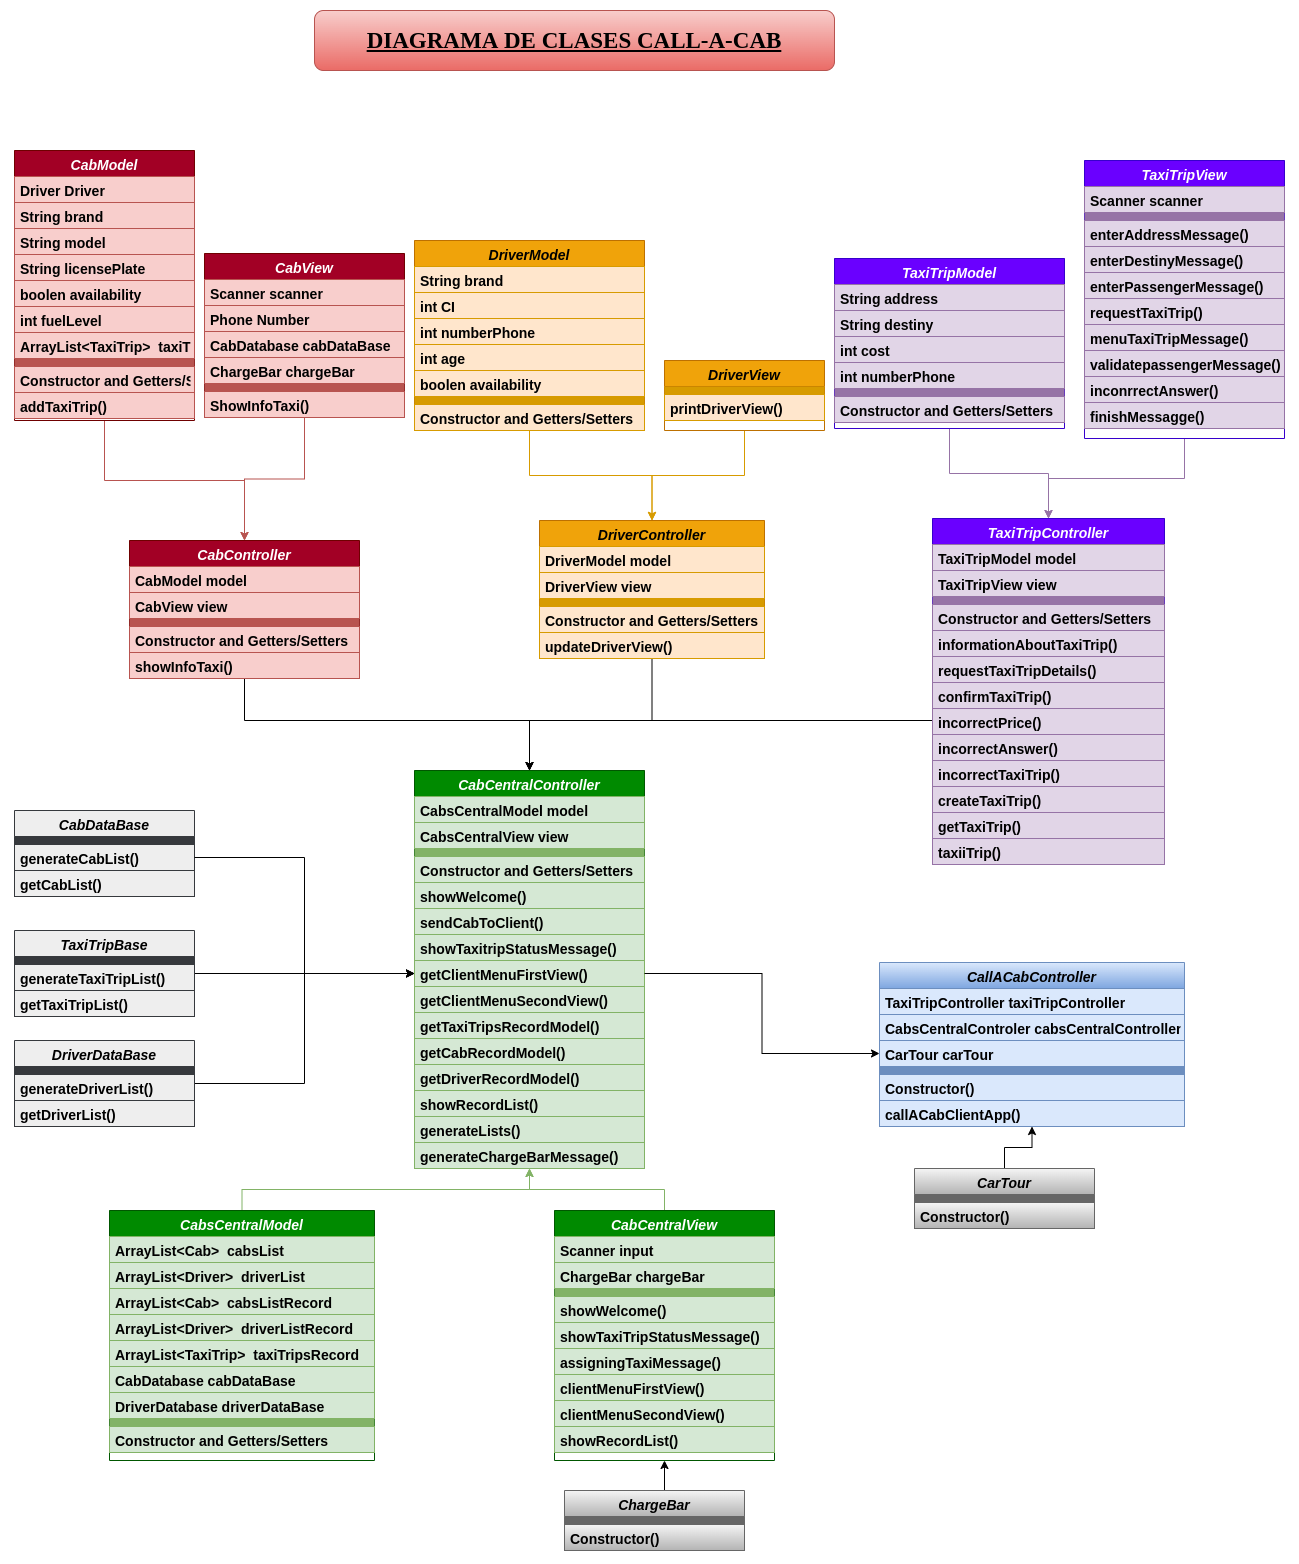 DIAGRAMA DE CLASES CALL-A-CAB
CabModel
Driver Driver
String brand
String model
String licensePlate
boolen availability
int fuelLevel
ArrayList<TaxiTrip>  taxiT
Constructor and Getters/S
addTaxiTrip()
CabView
Scanner scanner
Phone Number
CabDatabase cabDataBase
ChargeBar chargeBar
ShowInfoTaxi()
DriverModel
String brand
int CI
int numberPhone
int age
boolen availability
Constructor and Getters/Setters
DriverView
printDriverView()
TaxiTripModel
String address
String destiny
int cost
int numberPhone
Constructor and Getters/Setters
TaxiTripView
Scanner scanner
enterAddressMessage()
enterDestinyMessage()
enterPassengerMessage()
requestTaxiTrip()
menuTaxiTripMessage()
validatepassengerMessage()
inconrrectAnswer()
finishMessagge()
CabController
CabModel model
CabView view
Constructor and Getters/Setters
showInfoTaxi()
DriverController
DriverModel model
DriverView view
Constructor and Getters/Setters
updateDriverView()
TaxiTripController
TaxiTripModel model
TaxiTripView view
Constructor and Getters/Setters
informationAboutTaxiTrip()
requestTaxiTripDetails()
confirmTaxiTrip()
incorrectPrice()
incorrectAnswer()
incorrectTaxiTrip()
createTaxiTrip()
getTaxiTrip()
taxiiTrip()
CabDataBase
generateCabList()
getCabList()
TaxiTripBase
generateTaxiTripList()
getTaxiTripList()
DriverDataBase
generateDriverList()
getDriverList()
CabCentralController
CabsCentralModel model
CabsCentralView view
Constructor and Getters/Setters
showWelcome()
sendCabToClient()
showTaxitripStatusMessage()
getClientMenuFirstView()
getClientMenuSecondView()
getTaxiTripsRecordModel()
getCabRecordModel()
getDriverRecordModel()
showRecordList()
generateLists()
generateChargeBarMessage()
CallACabController
TaxiTripController taxiTripController
CabsCentralControler cabsCentralController
CarTour carTour
Constructor()
callACabClientApp()
CarTour
Constructor()
CabsCentralModel
ArrayList<Cab>  cabsList
ArrayList<Driver>  driverList
ArrayList<Cab>  cabsListRecord
ArrayList<Driver>  driverListRecord
ArrayList<TaxiTrip>  taxiTripsRecord
CabDatabase cabDataBase
DriverDatabase driverDataBase
Constructor and Getters/Setters
CabCentralView
Scanner input
ChargeBar chargeBar
showWelcome()
showTaxiTripStatusMessage()
assigningTaxiMessage()
clientMenuFirstView()
clientMenuSecondView()
showRecordList()
ChargeBar
Constructor()